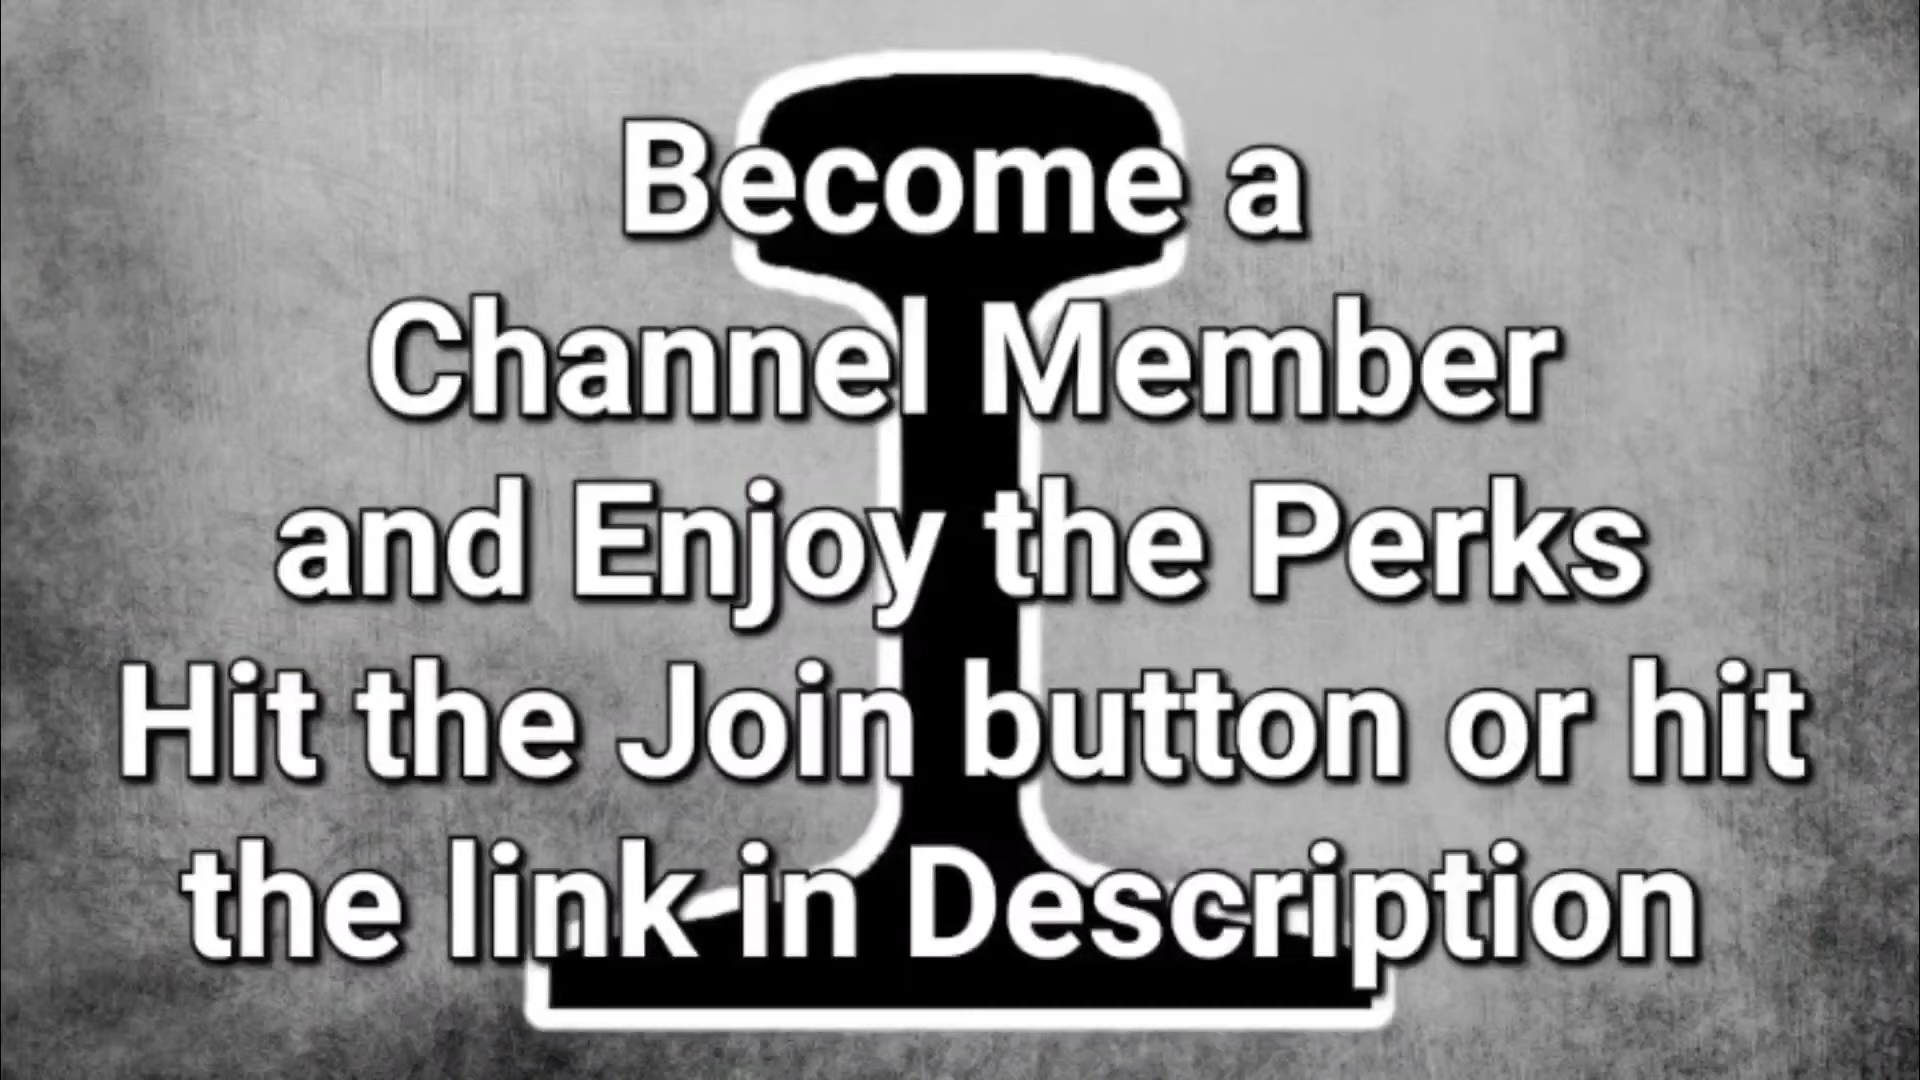 Become a
Channel Member
and Enjoy the Perks
Hit the Join button or hit
the link in Description